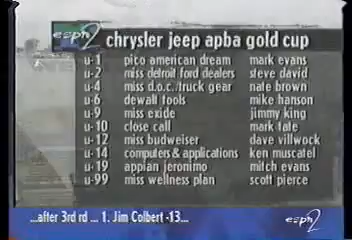 espn2 chrysler jeep apba gold cup
u-1 pico american dream mark evans
u-2 miss detroit ford dealers steve david
u-4 miss d.o.c./truck gear nate brown
u-6 dewalt tools mike hanson
u-9 miss exide jimmy king
u-10 close call mark tate
u-12 miss budweiser dave villwock
u-14 computers & applications ken muscatel
u-19 appian jeronimo mitch evans
u-99 miss wellness plan scott pierce
...after 3rd rd ... 1. Jim Colbert -13... espn2